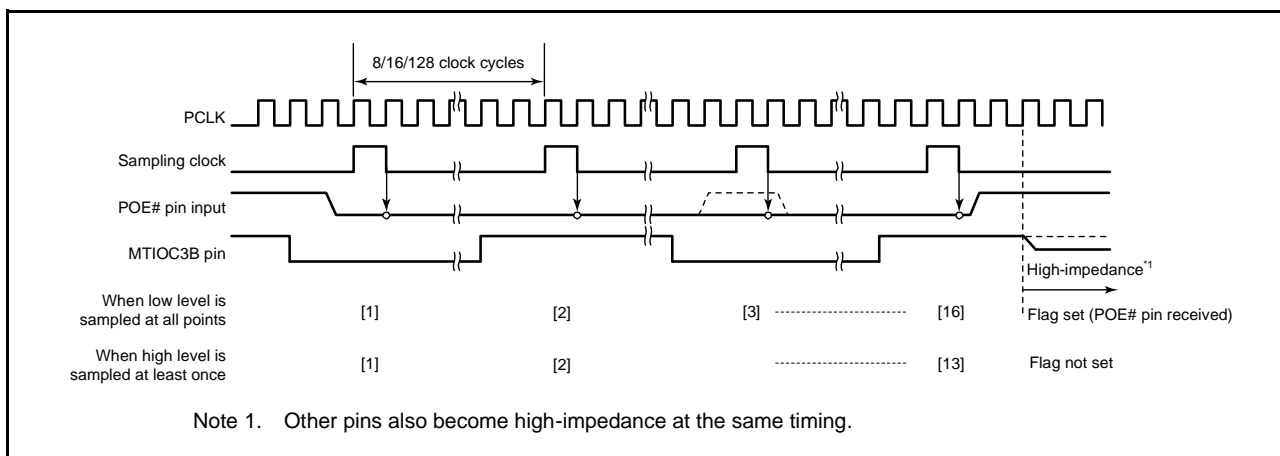 8/16/128 clock cycles
PCLK
Sampling clock
POE# pin input
MTIOC3B pin
High-impedance*1
When low level is
sampled at all points
[1] [2] [3] [16] Flag set (POE# pin received)
When high level is
sampled at least once
[1] [2] [13] Flag not set
Note 1. Other pins also become high-impedance at the same timing.